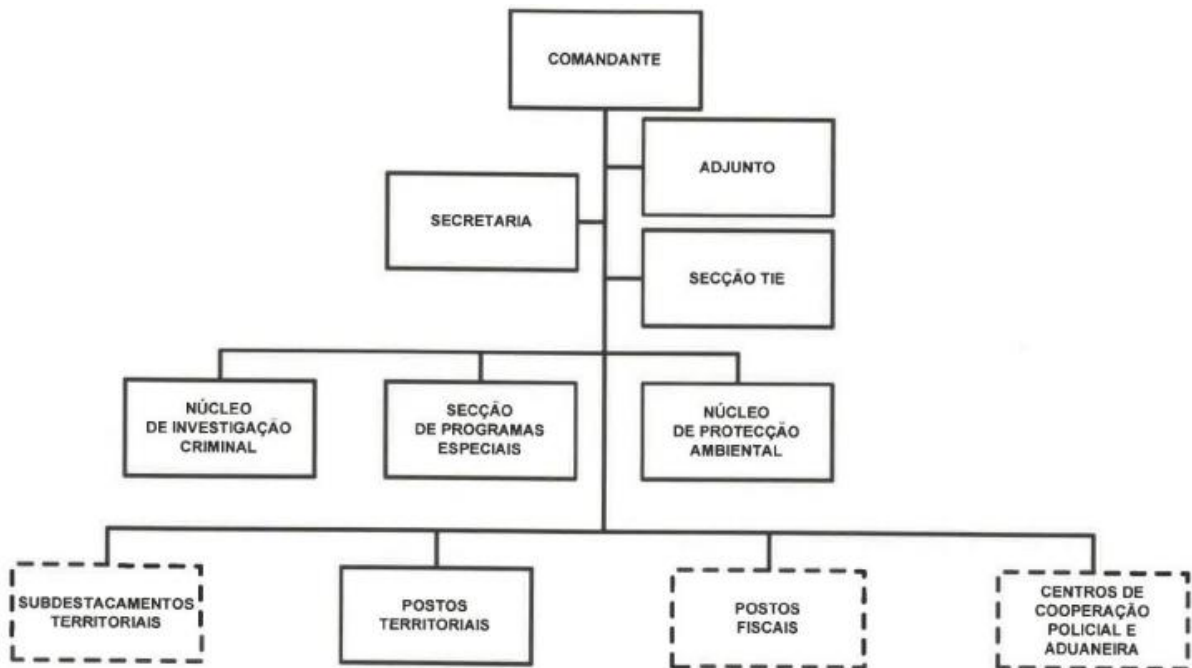 COMANDANTE
ADJUNTO
SECRETARIA
SECÇÃO TIE
NÚCLEO
DE INVESTIGAÇÃO
CRIMINAL
SECÇÃO
DE PROGRAMAS
ESPECIAIS
NÚCLEO
DE PROTECÇÃO
AMBIENTAL
SUBDESTACAMENTOS
TERRITORIAIS
POSTOS
TERRITORIAIS
POSTOS
FISCAIS
CENTROS DE
COOPERAÇÃO
POLICIAL E
ADUANEIRA